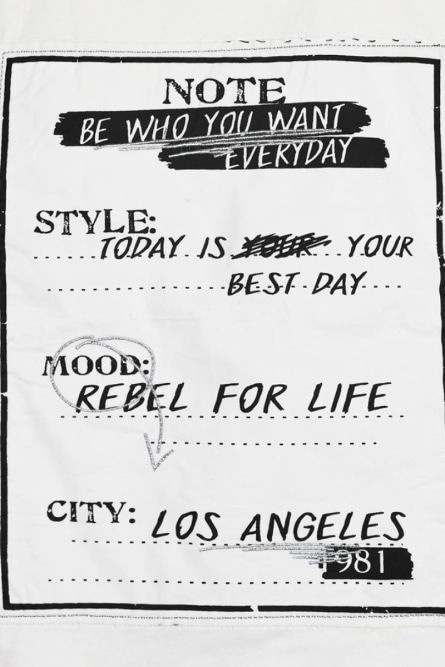 NOTE
BE WHO YOU WANT
EVERYDAY
STYLE:
TODAY IS YOUR YOUR
BEST DAY
MOOD:
REBEL FOR LIFE
CITY:
LOS ANGELES
1981